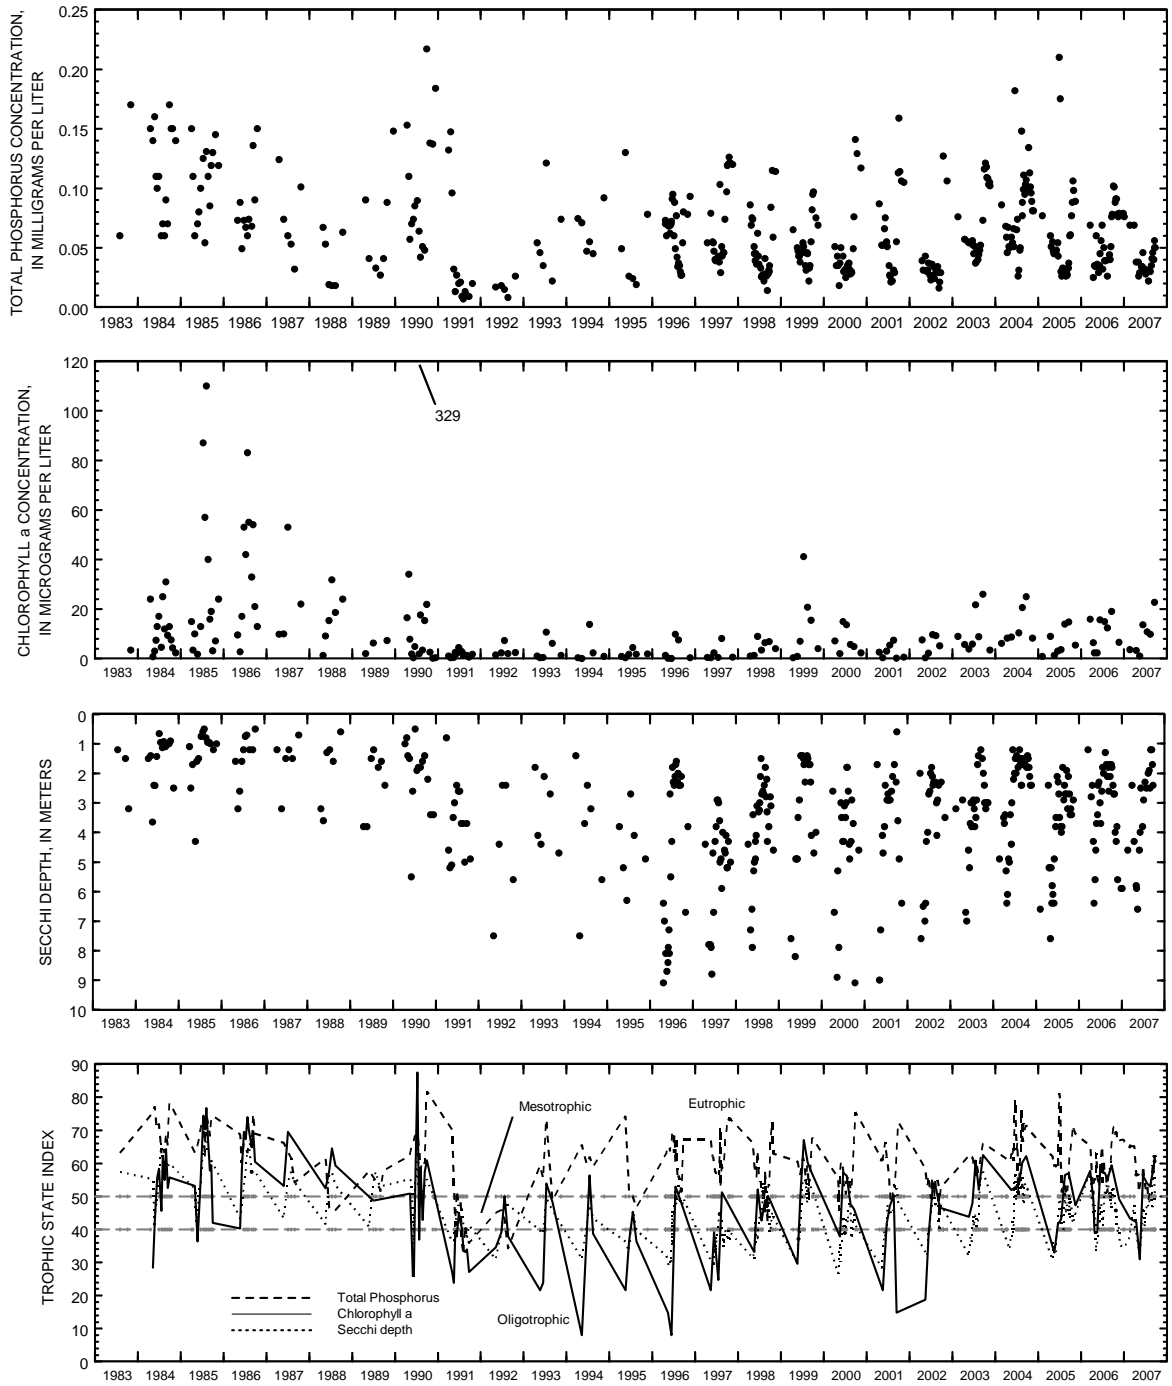 TOTAL PHOSPHORUS CONCENTRATION,
IN MILLIGRAMS PER LITER
0.25
0.20
0.15
0.10
0.05
0.00
1983 1984 1985 1986 1987 1988 1989 1990 1991 1992 1993 1994 1995 1996 1997 1998 1999 2000 2001 2002 2003 2004 2005 2006 2007
CHLOROPHYLL a CONCENTRATION,
IN MICROGRAMS PER LITER
120
100
80
60
40
20
0
329
1983 1984 1985 1986 1987 1988 1989 1990 1991 1992 1993 1994 1995 1996 1997 1998 1999 2000 2001 2002 2003 2004 2005 2006 2007
SECCHI DEPTH, IN METERS
0
1
2
3
4
5
6
7
8
9
10
1983 1984 1985 1986 1987 1988 1989 1990 1991 1992 1993 1994 1995 1996 1997 1998 1999 2000 2001 2002 2003 2004 2005 2006 2007
TROPHIC STATE INDEX
90
80
70
60
50
40
30
20
10
0
Mesotrophic
Eutrophic
Oligotrophic
Total Phosphorus
Chlorophyll a
Secchi depth
1983 1984 1985 1986 1987 1988 1989 1990 1991 1992 1993 1994 1995 1996 1997 1998 1999 2000 2001 2002 2003 2004 2005 2006 2007